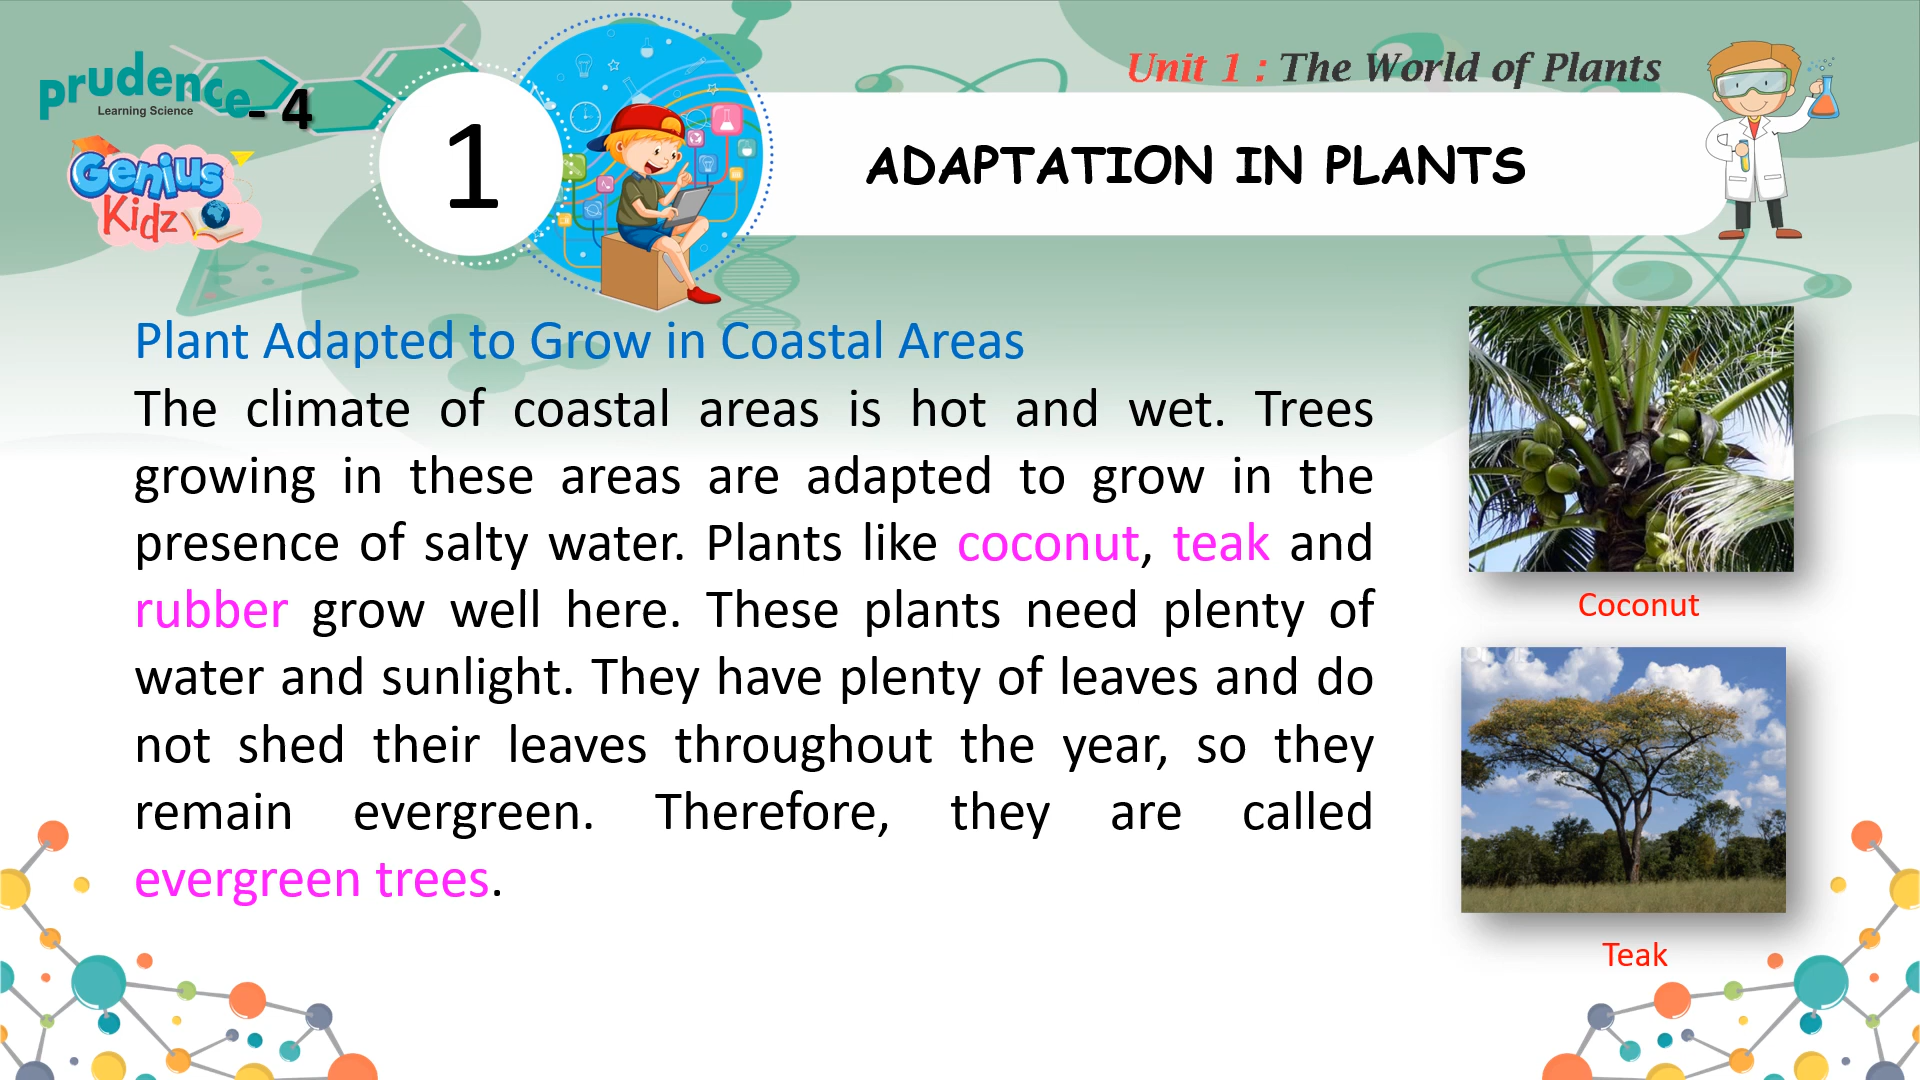 prudence - 4
Learning Science
Genius
Kidz
1
Unit 1 : The World of Plants
ADAPTATION IN PLANTS
Plant Adapted to Grow in Coastal Areas
The climate of coastal areas is hot and wet. Trees
growing in these areas are adapted to grow in the
presence of salty water. Plants like coconut, teak and
rubber grow well here. These plants need plenty of
water and sunlight. They have plenty of leaves and do
not shed their leaves throughout the year, so they
remain evergreen. Therefore, they are called
evergreen trees.
Coconut
Teak